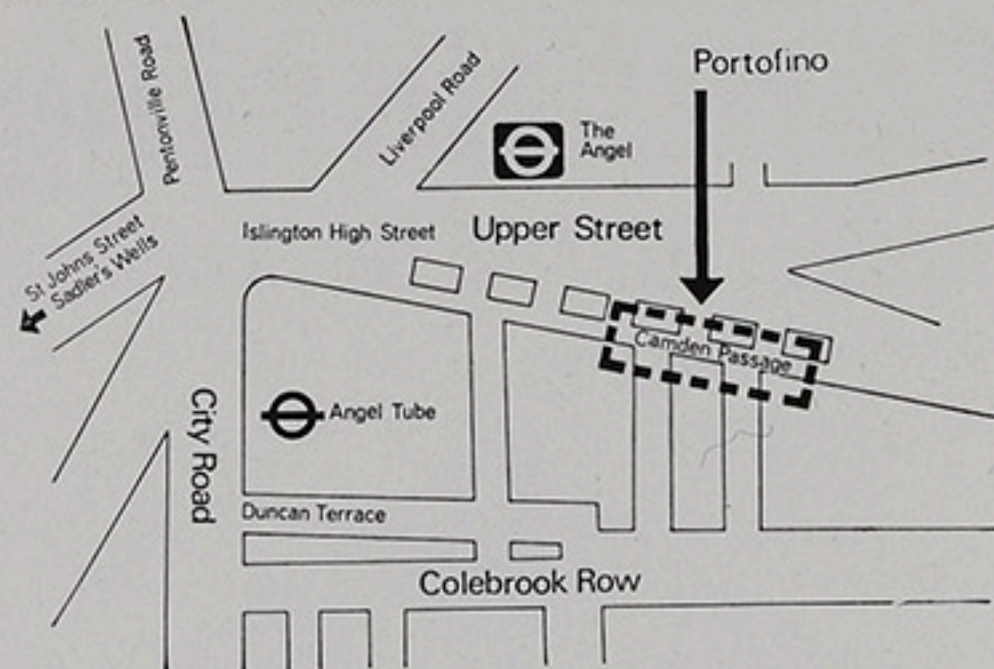 Portofino
Pentonville Road
Liverpool Road
The
Angel
St Johns Street
Sadler's Wells
Islington High Street
Upper Street
Camden Passage
Angel Tube
City Road
Duncan Terrace
Colebrook Row